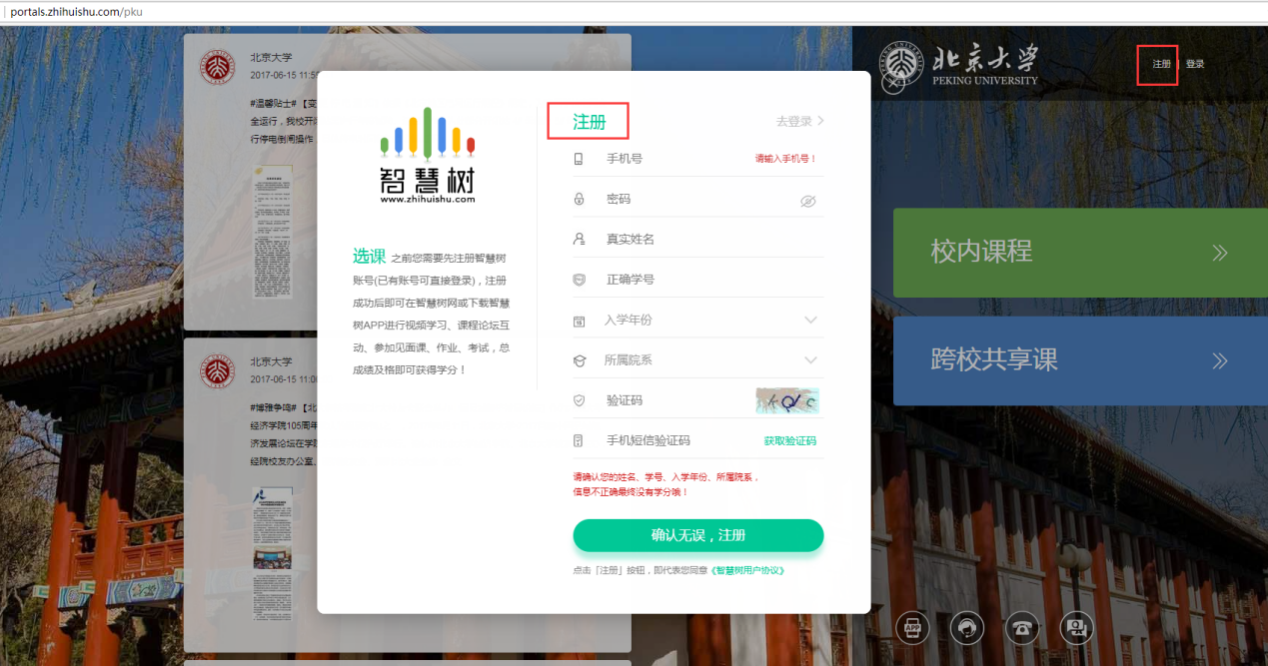 portals.zhihuishu.com/pku
北京大学
2017-06-15 11:5
#温馨贴士# 【变
全运行，我校开
行停电倒闸操作
北京大学
2017-06-15 11:0
#博雅争鸣# 【北
经济学院105周年
济发展论坛在学院
经院校友办公室、
智慧树
www.zhihuishu.com
选课 之前您需要先注册智慧树
账号(已有账号可直接登录)，注册
成功后即可在智慧树网或下载智慧
树APP进行视频学习、课程论坛互
动、参加见面课、作业、考试，总
成绩及格即可获得学分！
注册
去登录
手机号
请输入手机号！
密码
真实姓名
正确学号
入学年份
所属院系
验证码
手机短信验证码
获取验证码
请确认您的姓名、学号、入学年份、所属院系，
信息不正确最终没有学分哦！
确认无误，注册
点击「注册」按钮，即代表您同意《智慧树用户协议》
北京大学
PEKING UNIVERSITY
注册 | 登录
校内课程
跨校共享课
APP